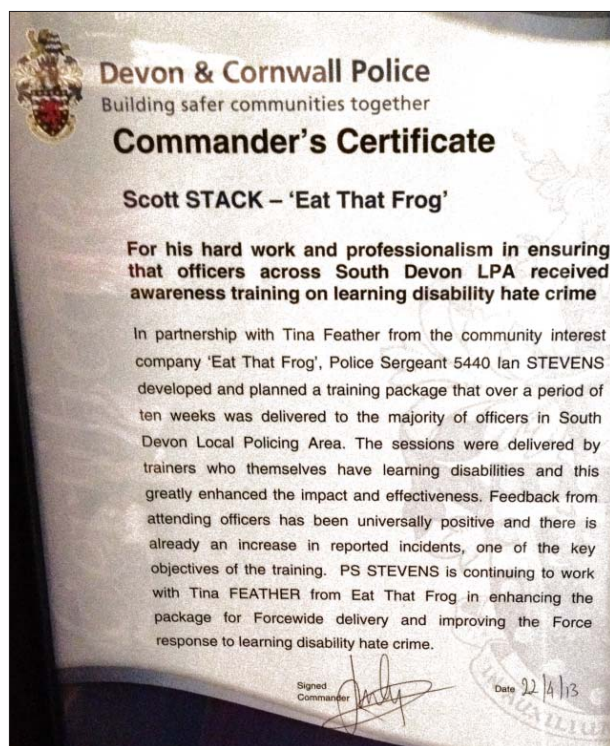 Devon & Cornwall Police
Building safer communities together
Commander's Certificate
Scott STACK – 'Eat That Frog'
For his hard work and professionalism in ensuring
that officers across South Devon LPA received
awareness training on learning disability hate crime
In partnership with Tina Feather from the community interest
company 'Eat That Frog', Police Sergeant 5440 Ian STEVENS
developed and planned a training package that over a period of
ten weeks was delivered to the majority of officers in South
Devon Local Policing Area. The sessions were delivered by
trainers who themselves have learning disabilities and this
greatly enhanced the impact and effectiveness. Feedback from
attending officers has been universally positive and there is
already an increase in reported incidents, one of the key
objectives of the training. PS STEVENS is continuing to work
with Tina FEATHER from Eat That Frog in enhancing the
package for Forcewide delivery and improving the Force
response to learning disability hate crime.
Signed
Commander
Date 22/4/13
IN AUXILIUM